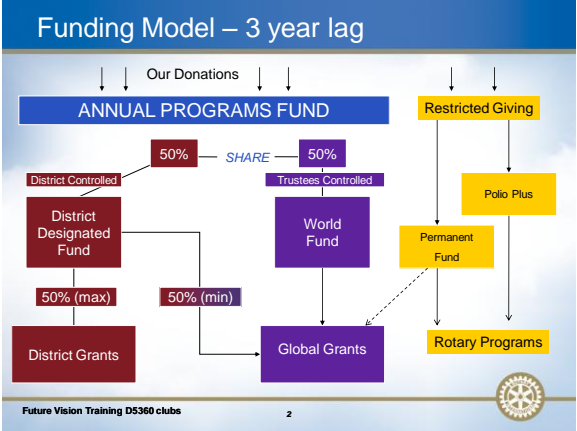 Funding Model – 3 year lag
Our Donations
ANNUAL PROGRAMS FUND
Restricted Giving
50%
SHARE
50%
District Controlled
Trustees Controlled
Polio Plus
District
Designated
Fund
World
Fund
Permanent
Fund
50% (max)
50% (min)
District Grants
Global Grants
Rotary Programs
Future Vision Training D5360 clubs
2